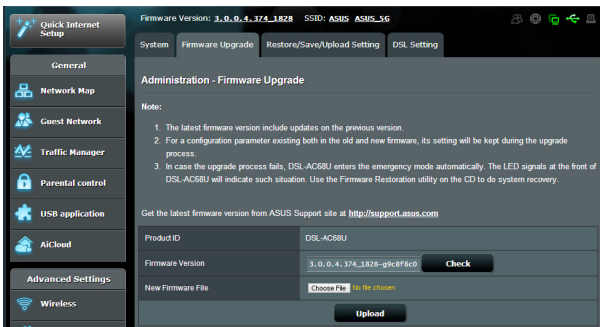 Quick Internet
Setup
Firmware Version: 3.0.0.4.374_1828 SSID: ASUS ASUS_5G
System
Firmware Upgrade
Restore/Save/Upload Setting
DSL Setting
General
Network Map
Guest Network
Traffic Manager
Parental control
USB application
AiCloud
Advanced Settings
Wireless
Administration - Firmware Upgrade
Note:
1. The latest firmware version include updates on the previous version.
2. For a configuration parameter existing both in the old and new firmware, its setting will be kept during the upgrade
process.
3. In case the upgrade process fails, DSL-AC68U enters the emergency mode automatically. The LED signals at the front of
DSL-AC68U will indicate such situation. Use the Firmware Restoration utility on the CD to do system recovery.
Get the latest firmware version from ASUS Support site at http://support.asus.com
Product ID DSL-AC68U
Firmware Version 3.0.0.4.374_1828-g9c8f8c0 Check
New Firmware File Choose File No file chosen
Upload